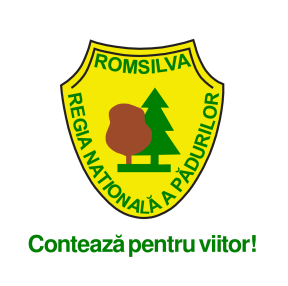 ROMSILVA
REGIA NAȚIONALĂ A PĂDURILOR
Contează pentru viitor!